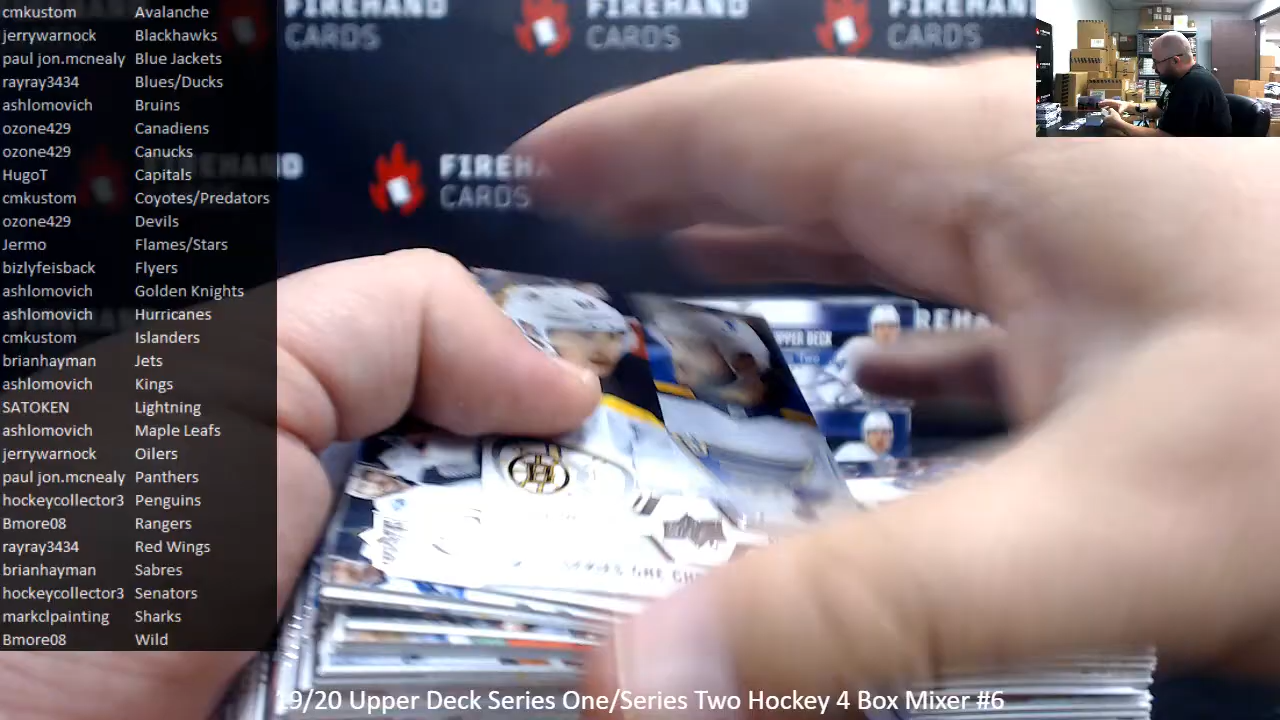 cmkustom Avalanche
jerrywarnock Blackhawks
paul jon.mcnealy Blue Jackets
rayray3434 Blues/Ducks
ashlomovich Bruins
ozone429 Canadiens
ozone429 Canucks
HugoT Capitals
cmkustom Coyotes/Predators
ozone429 Devils
Jermo Flames/Stars
bizlyfeisback Flyers
ashlomovich Golden Knights
ashlomovich Hurricanes
cmkustom Islanders
brianhayman Jets
ashlomovich Kings
SATOKEN Lightning
ashlomovich Maple Leafs
jerrywarnock Oilers
paul jon.mcnealy Panthers
hockeycollector3 Penguins
Bmore08 Rangers
rayray3434 Red Wings
brianhayman Sabres
hockeycollector3 Senators
markclpainting Sharks
Bmore08 Wild
FIREHAND
CARDS
FIREHAND
CARDS
FIREHAND
CARDS
CARDS
B
SERIES ONE
19/20 Upper Deck Series One/Series Two Hockey 4 Box Mixer #6